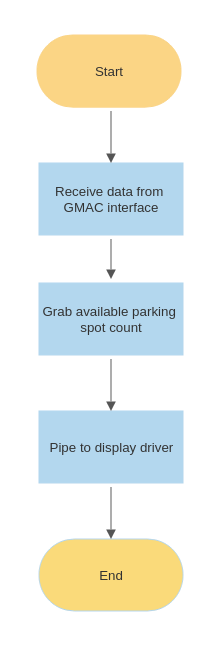 Start
Receive data from
GMAC interface
Grab available parking
spot count
Pipe to display driver
End